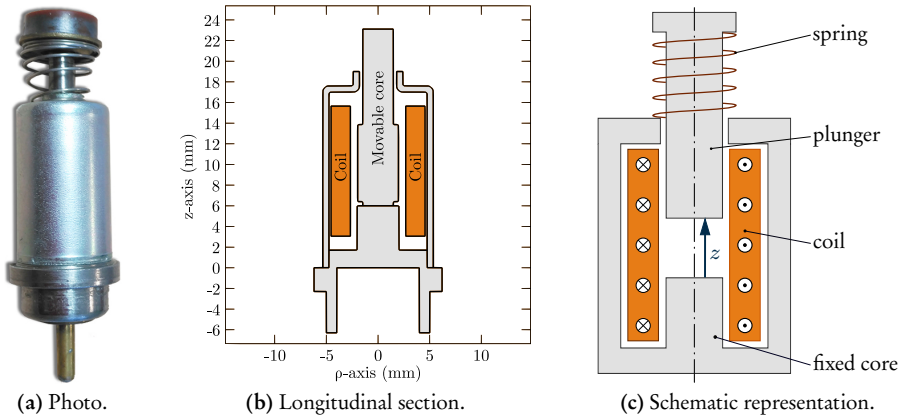 24
22
20
18
16
14
12
10
8
6
4
2
0
-2
-4
-6
z-axis (mm)
Movable core
Coil
Coil
-10
-5
0
5
10
ρ-axis (mm)
spring
plunger
z
coil
fixed core
(a) Photo.
(b) Longitudinal section.
(c) Schematic representation.